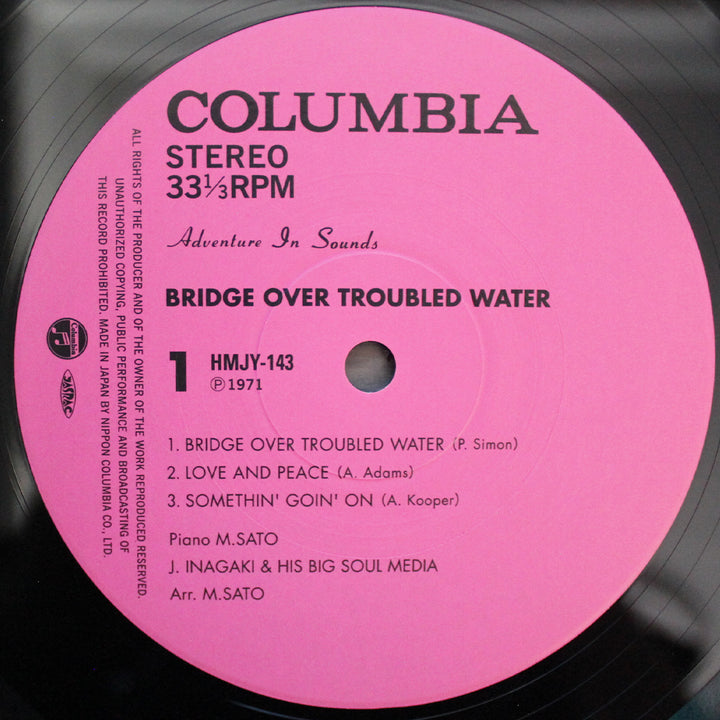 COLUMBIA
STEREO
33⅓RPM
Adventure In Sounds
BRIDGE OVER TROUBLED WATER
1 HMJY-143
Ⓟ1971
1. BRIDGE OVER TROUBLED WATER (P. Simon)
2. LOVE AND PEACE (A. Adams)
3. SOMETHIN' GOIN' ON (A. Kooper)
Piano M.SATO
J. INAGAKI & HIS BIG SOUL MEDIA
Arr. M.SATO
ALL RIGHTS OF THE PRODUCER AND OF THE OWNER OF THE WORK REPRODUCED RESERVED.
UNAUTHORIZED COPYING, PUBLIC PERFORMANCE AND BROADCASTING OF
THIS RECORD PROHIBITED. MADE IN JAPAN BY NIPPON COLUMBIA CO., LTD.
Columbia
JASRAC